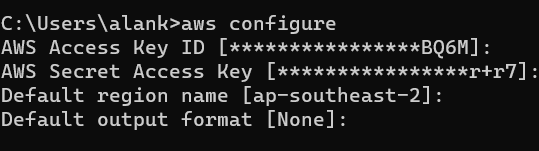 C:\Users\alank>aws configure
AWS Access Key ID [****************BQ6M]:
AWS Secret Access Key [****************r+r7]:
Default region name [ap-southeast-2]:
Default output format [None]: